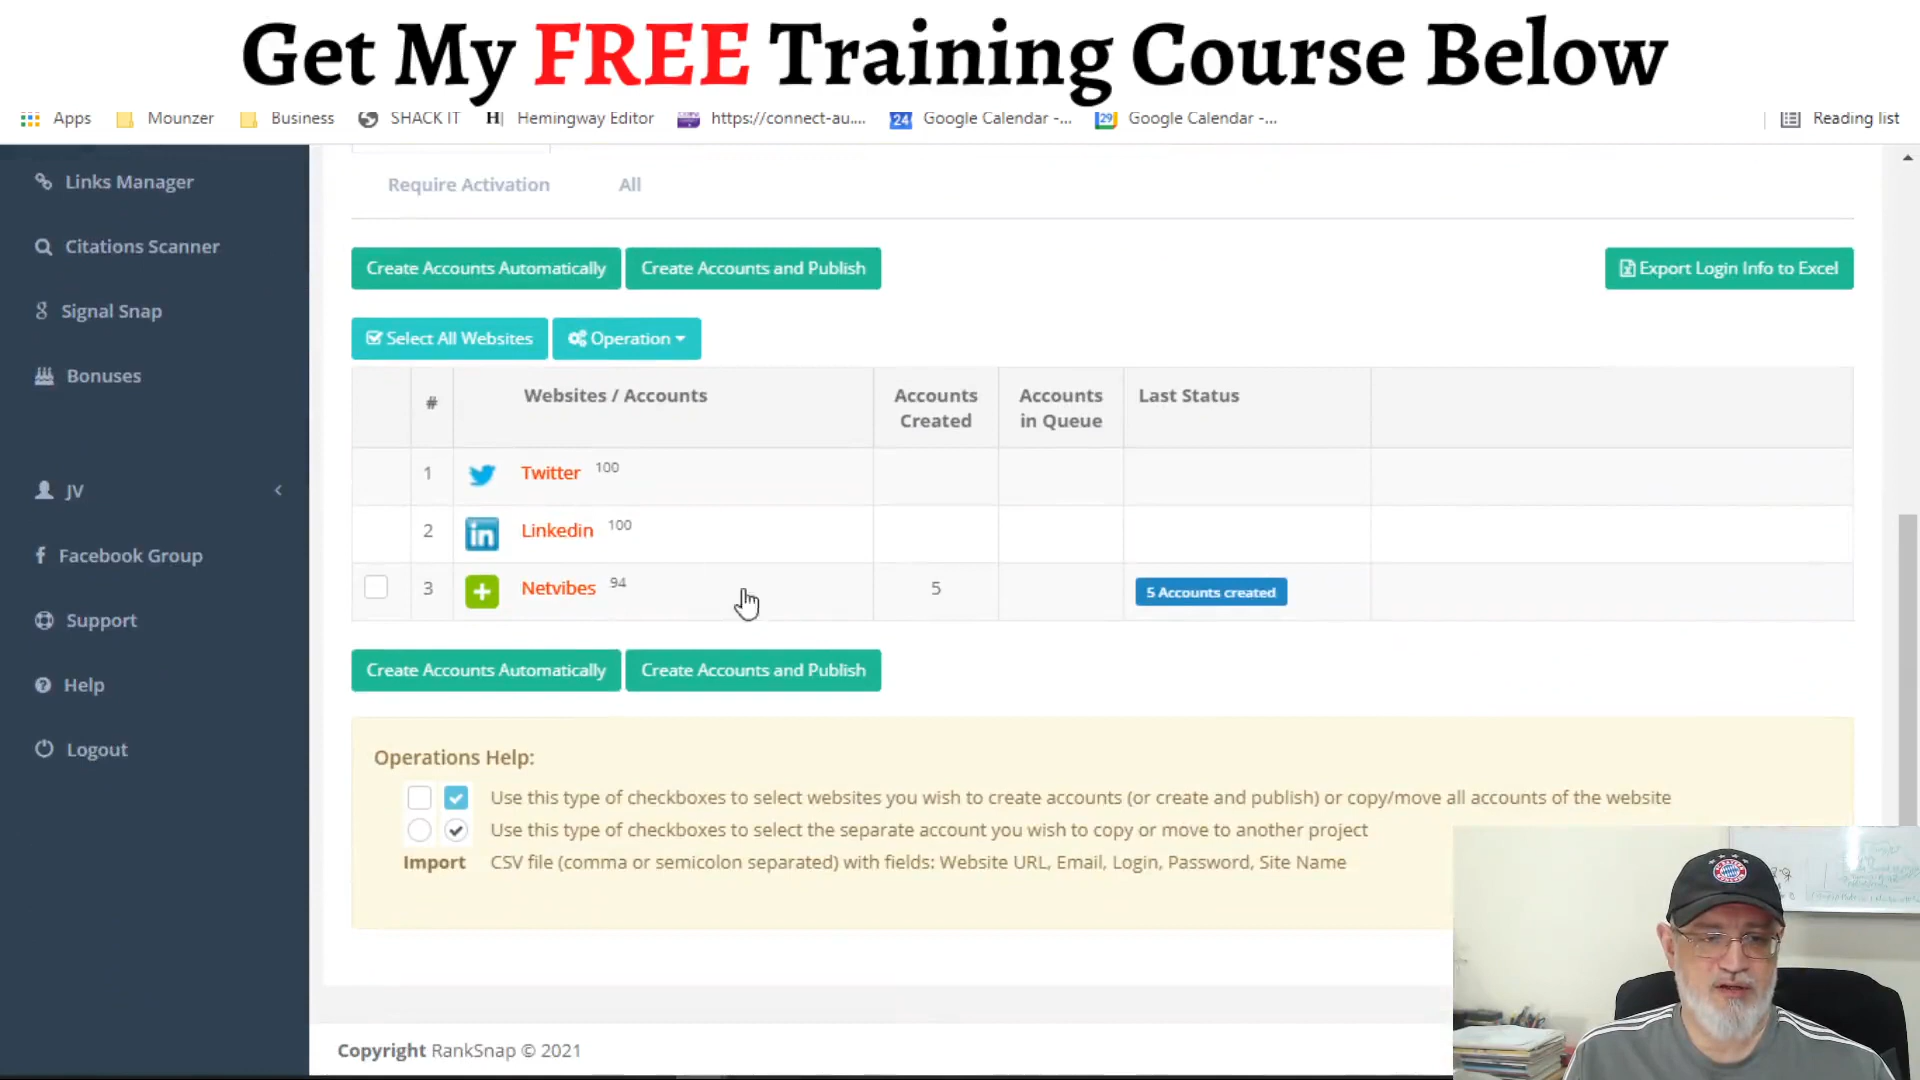 Get My FREE Training Course Below
Apps Mounzer Business SHACK IT H| Hemingway Editor https://connect-au.... 24 Google Calendar -... 29 Google Calendar -... Reading list
Links Manager
Citations Scanner
Signal Snap
Bonuses
JV
Facebook Group
Support
Help
Logout
Require Activation All
Create Accounts Automatically Create Accounts and Publish Export Login Info to Excel
Select All Websites Operation
# Websites / Accounts Accounts Created Accounts in Queue Last Status
1 Twitter 100
2 in Linkedin 100
3 Netvibes 94 5 5 Accounts created
Create Accounts Automatically Create Accounts and Publish
Operations Help:
Use this type of checkboxes to select websites you wish to create accounts (or create and publish) or copy/move all accounts of the website
Use this type of checkboxes to select the separate account you wish to copy or move to another project
Import CSV file (comma or semicolon separated) with fields: Website URL, Email, Login, Password, Site Name
Copyright RankSnap © 2021